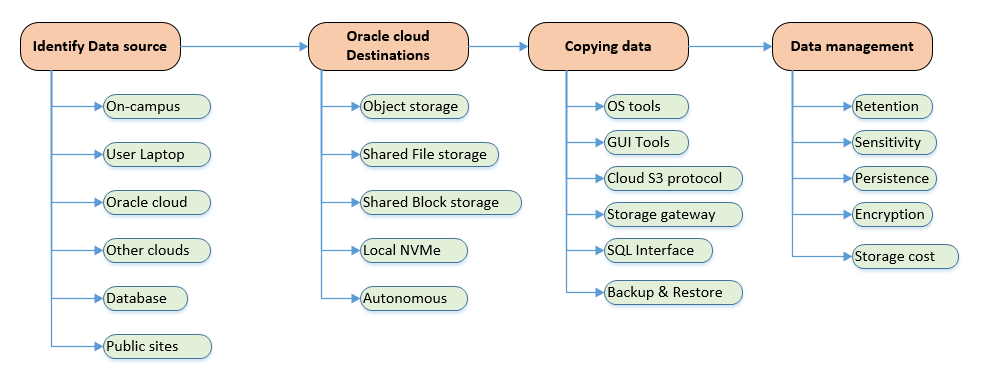 Identify Data source
On-campus
User Laptop
Oracle cloud
Other clouds
Database
Public sites
Oracle cloud
Destinations
Object storage
Shared File storage
Shared Block storage
Local NVMe
Autonomous
Copying data
OS tools
GUI Tools
Cloud S3 protocol
Storage gateway
SQL Interface
Backup & Restore
Data management
Retention
Sensitivity
Persistence
Encryption
Storage cost